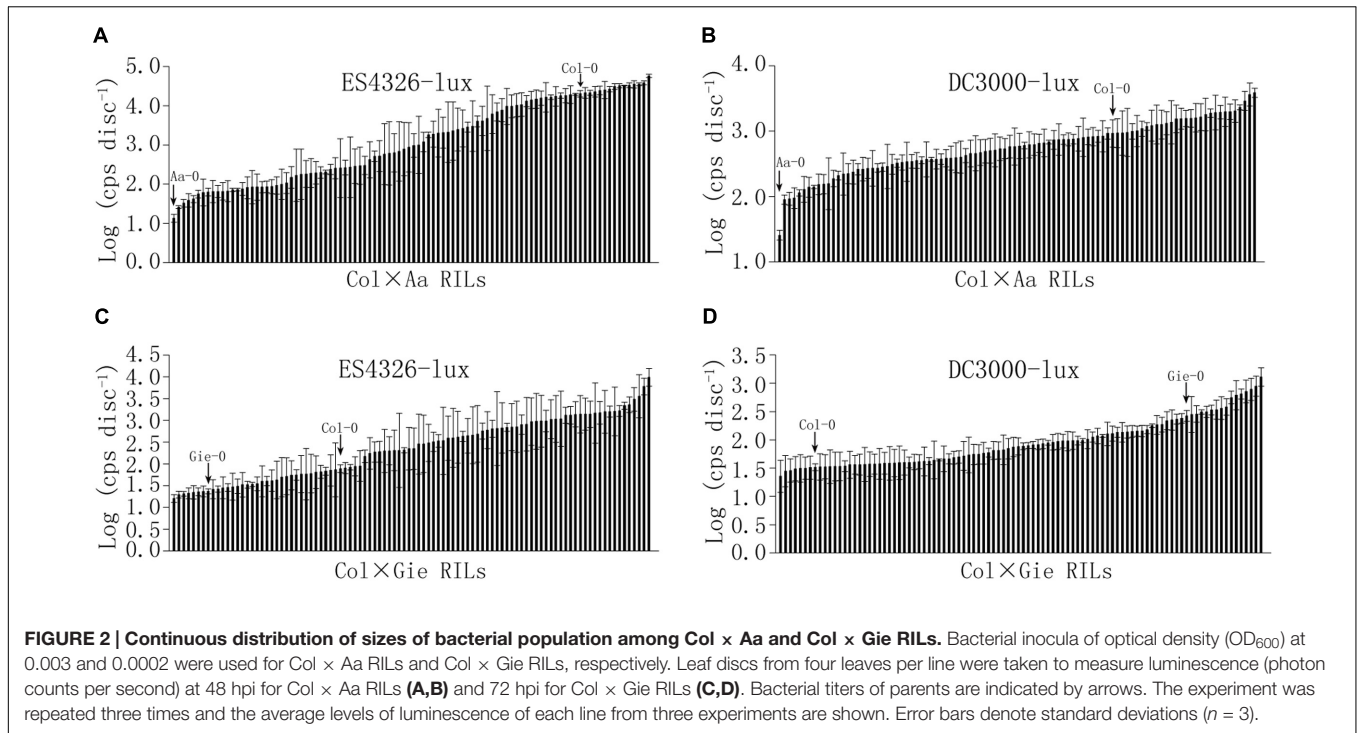 A
ES4326-lux
Log (cps disc⁻¹)
5.0
4.0
3.0
2.0
1.0
0.0
Aa-0
Col-0
Col×Aa RILs
B
DC3000-lux
Log (cps disc⁻¹)
4.0
3.0
2.0
1.0
Aa-0
Col-0
Col×Aa RILs
C
ES4326-lux
Log (cps disc⁻¹)
4.5
4.0
3.5
3.0
2.5
2.0
1.5
1.0
0.5
0.0
Gie-0
Col-0
Col×Gie RILs
D
DC3000-lux
Log (cps disc⁻¹)
3.5
3.0
2.5
2.0
1.5
1.0
0.5
0.0
Col-0
Gie-0
Col×Gie RILs
FIGURE 2 | Continuous distribution of sizes of bacterial population among Col × Aa and Col × Gie RILs. Bacterial inocula of optical density (OD₆₀₀) at
0.003 and 0.0002 were used for Col × Aa RILs and Col × Gie RILs, respectively. Leaf discs from four leaves per line were taken to measure luminescence (photon
counts per second) at 48 hpi for Col × Aa RILs (A,B) and 72 hpi for Col × Gie RILs (C,D). Bacterial titers of parents are indicated by arrows. The experiment was
repeated three times and the average levels of luminescence of each line from three experiments are shown. Error bars denote standard deviations (n = 3).